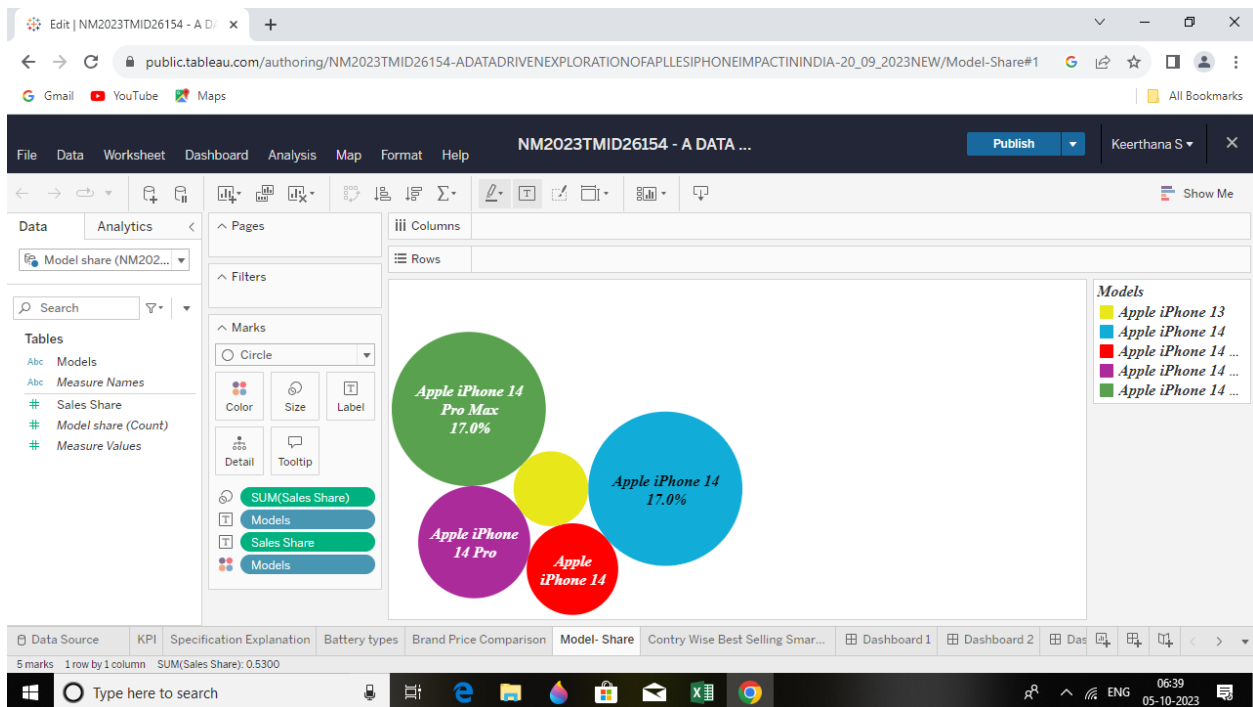 Edit | NM2023TMID26154 - A D
public.tableau.com/authoring/NM2023TMID26154-ADATADRIVENEXPLORATIONOFAPLLESIPHONEIMPACTININDIA-20_09_2023NEW/Model-Share#1
Gmail YouTube Maps All Bookmarks
NM2023TMID26154 - A DATA ... Publish Keerthana S
File Data Worksheet Dashboard Analysis Map Format Help
Show Me
Data Analytics
Pages
Columns
Model share (NM202...
Rows
Filters
Search
Tables
Abc Models
Abc Measure Names
# Sales Share
# Model share (Count)
# Measure Values
Marks
Circle
Color Size Label
Detail Tooltip
SUM(Sales Share)
Models
Sales Share
Models
Apple iPhone 14
Pro Max
17.0%
Apple iPhone 14
17.0%
Apple iPhone
14 Pro
Apple
iPhone 14
Models
Apple iPhone 13
Apple iPhone 14
Apple iPhone 14 ...
Apple iPhone 14 ...
Apple iPhone 14 ...
Data Source KPI Specification Explanation Battery types Brand Price Comparison Model- Share Contry Wise Best Selling Smar... Dashboard 1 Dashboard 2 Das
5 marks 1 row by 1 column SUM(Sales Share): 0.5300
Type here to search
ENG
06:39
05-10-2023